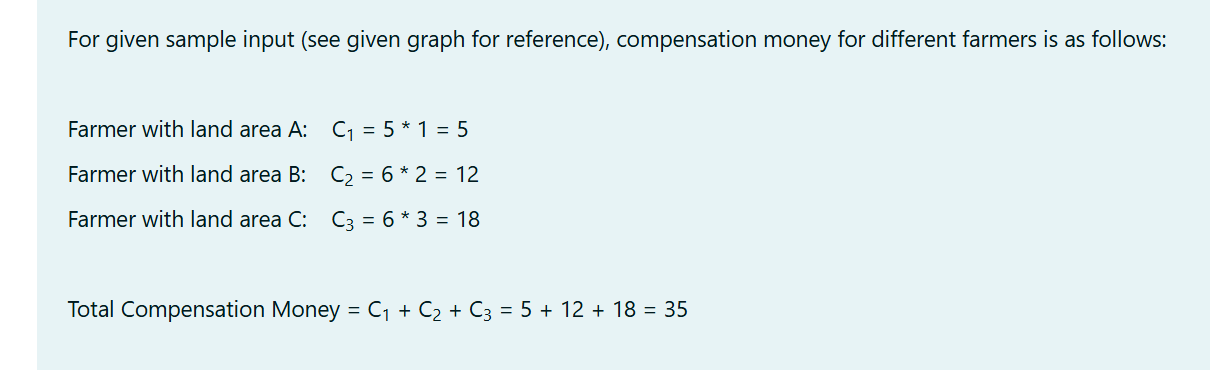 For given sample input (see given graph for reference), compensation money for different farmers is as follows:
Farmer with land area A: C₁ = 5 * 1 = 5
Farmer with land area B: C₂ = 6 * 2 = 12
Farmer with land area C: C₃ = 6 * 3 = 18
Total Compensation Money = C₁ + C₂ + C₃ = 5 + 12 + 18 = 35